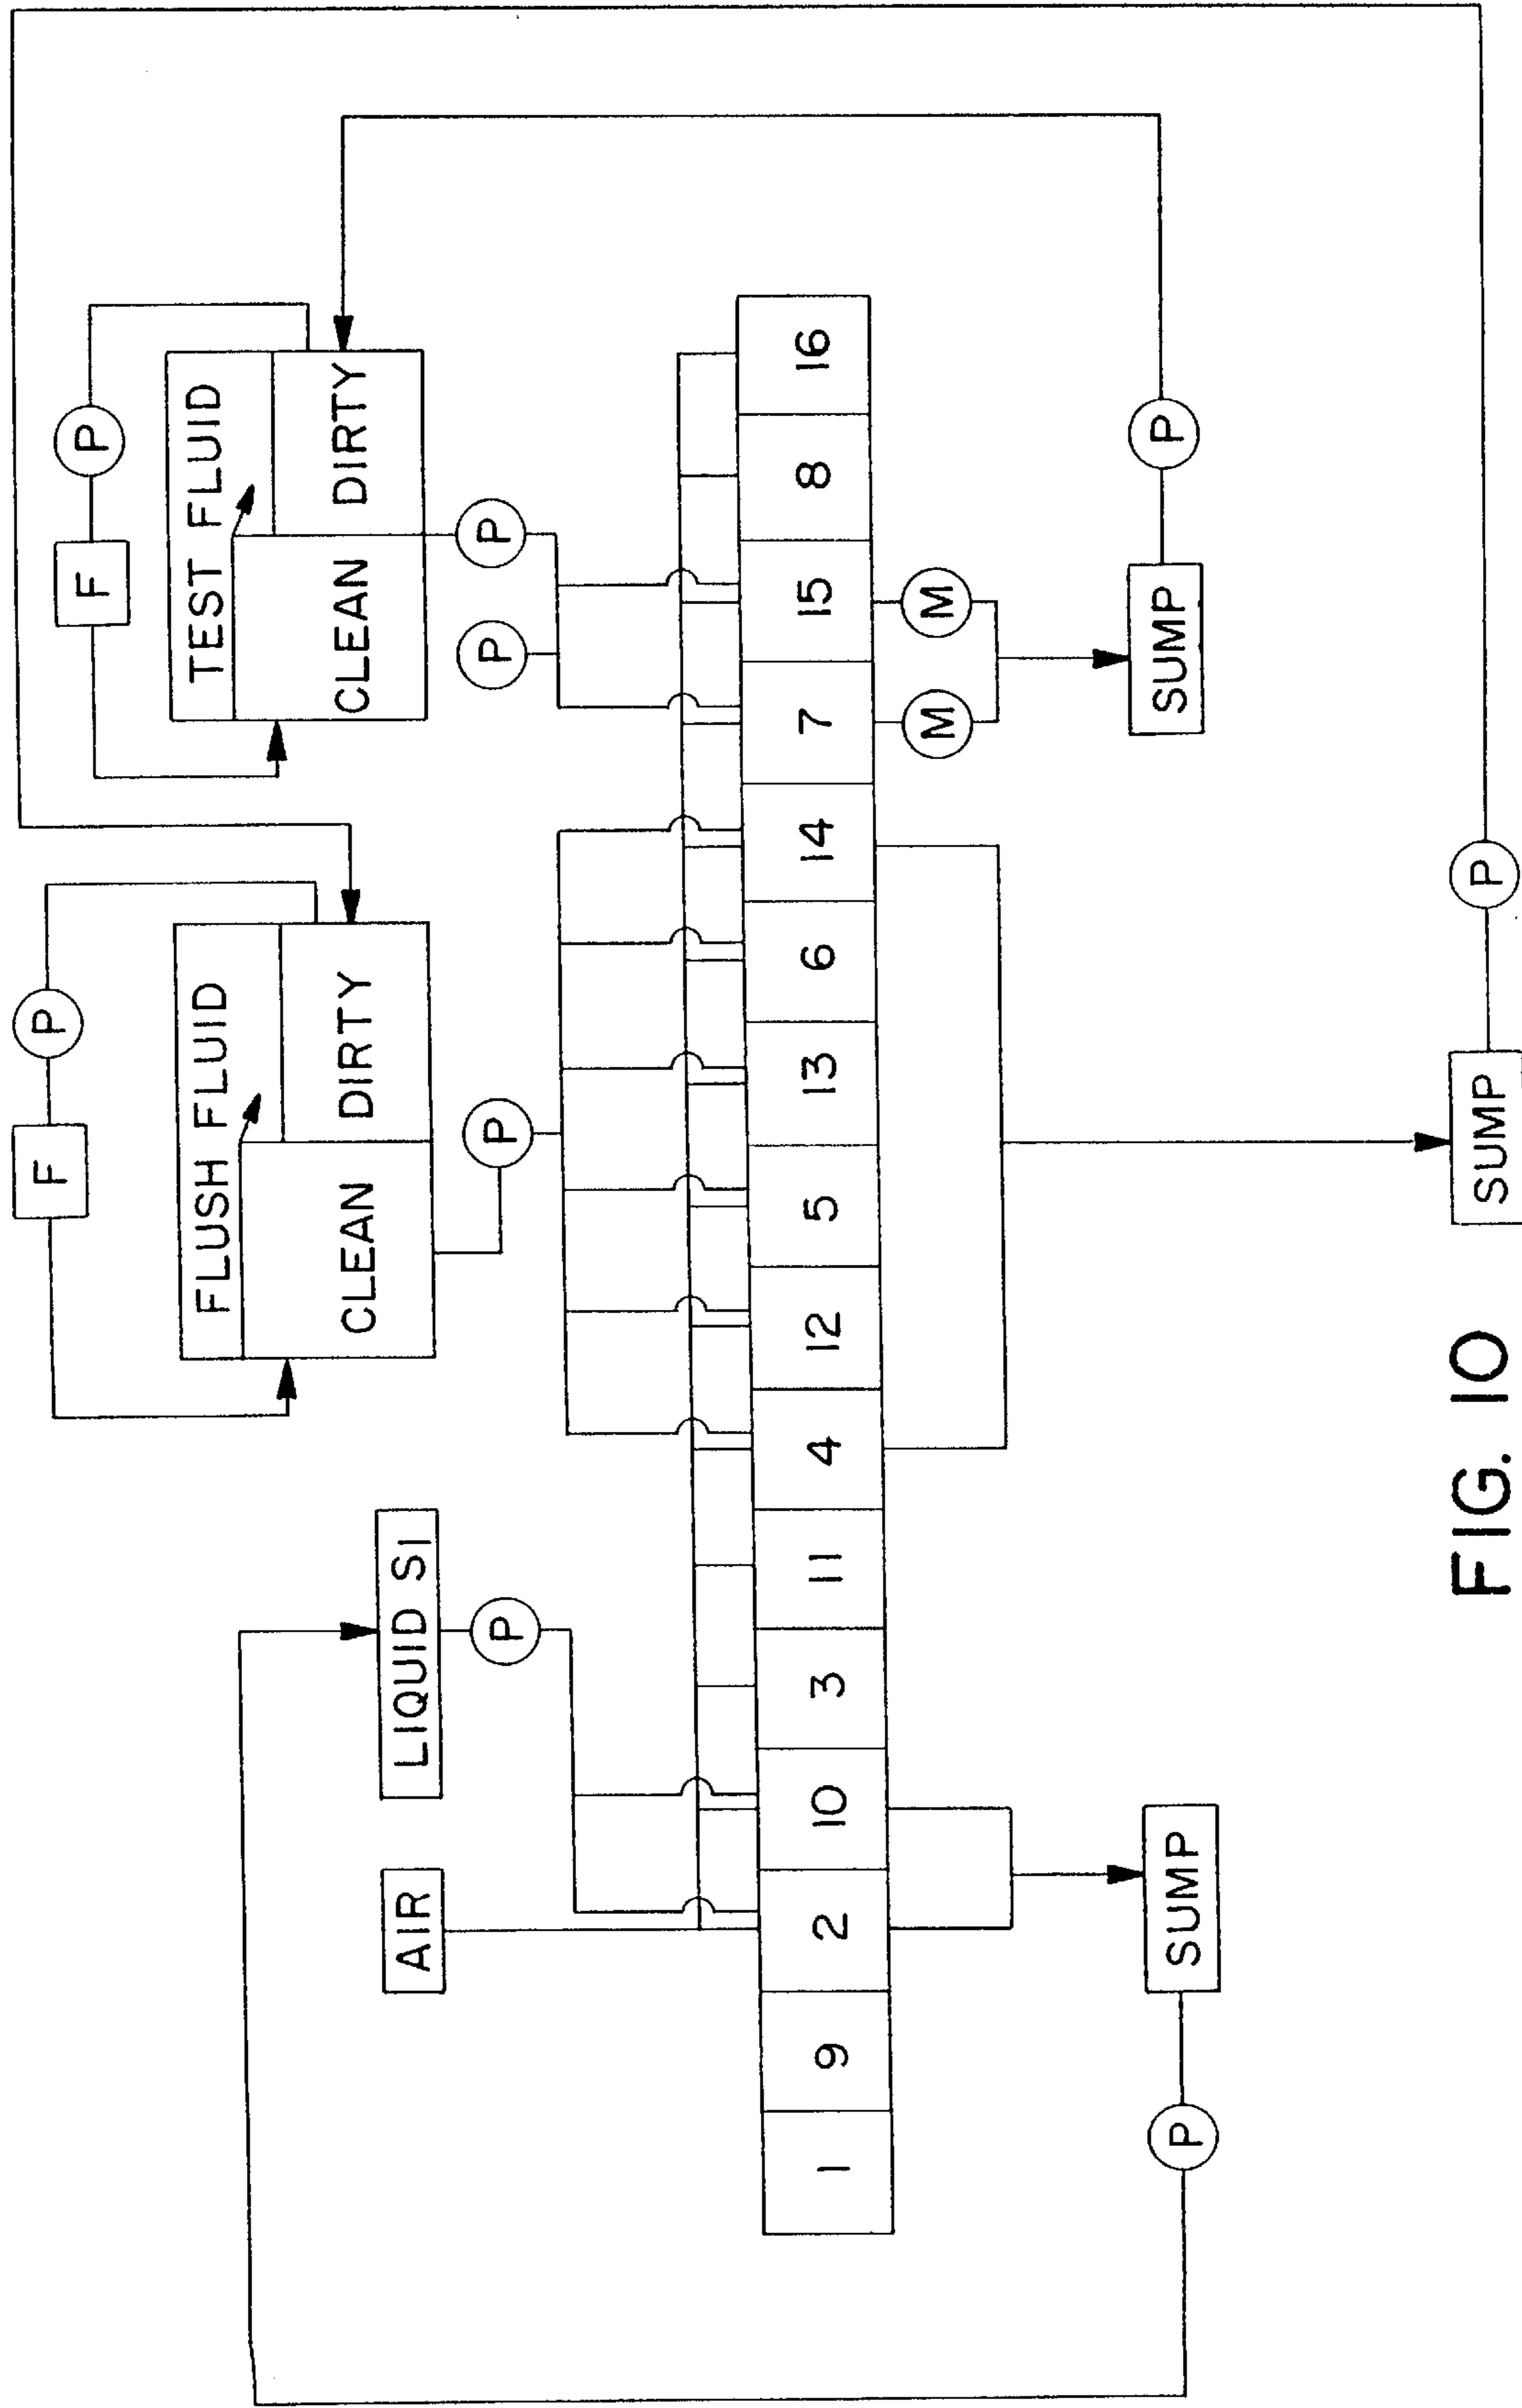 F
P
F
P
FLUSH FLUID
CLEAN
DIRTY
TEST FLUID
CLEAN
DIRTY
AIR
LIQUID S1
P
P
P
P
1
9
2
10
3
11
4
12
5
13
6
14
7
15
8
16
M
M
P
SUMP
SUMP
P
SUMP
P
FIG. 10